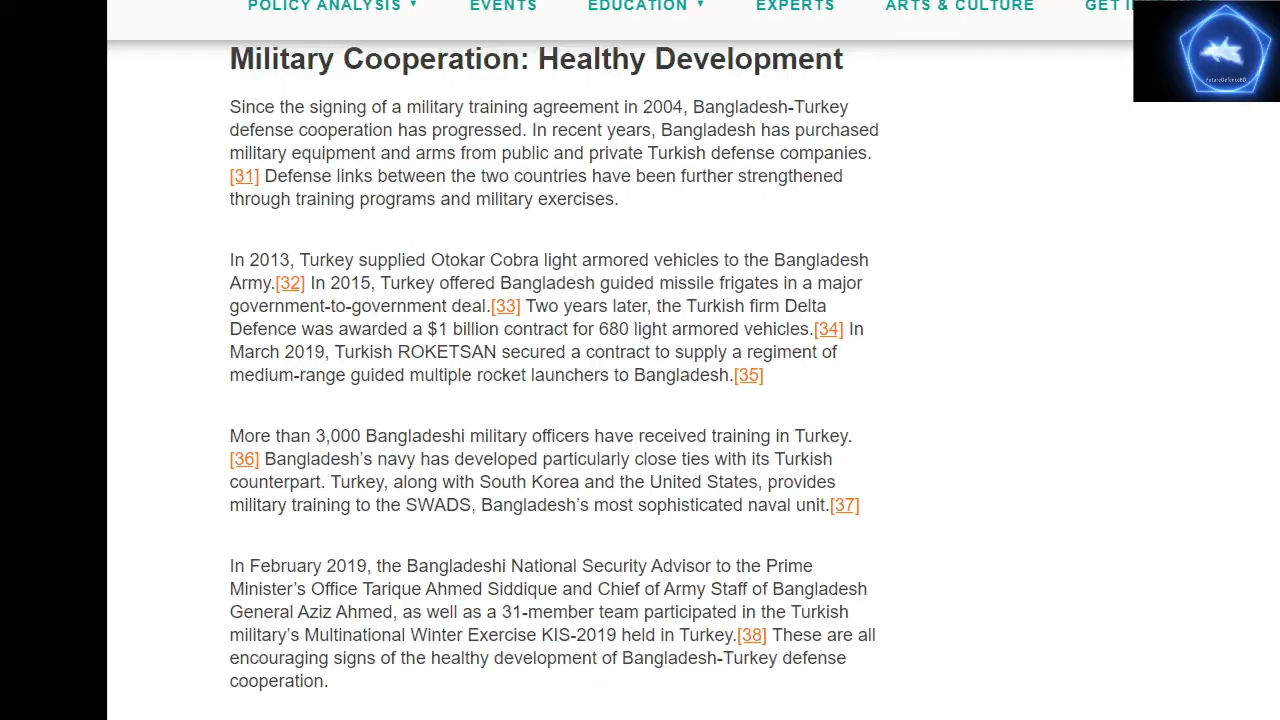 POLICY ANALYSIS ▼ EVENTS EDUCATION ▼ EXPERTS ARTS & CULTURE GET
Military Cooperation: Healthy Development
Since the signing of a military training agreement in 2004, Bangladesh-Turkey
defense cooperation has progressed. In recent years, Bangladesh has purchased
military equipment and arms from public and private Turkish defense companies.
[31] Defense links between the two countries have been further strengthened
through training programs and military exercises.
In 2013, Turkey supplied Otokar Cobra light armored vehicles to the Bangladesh
Army.[32] In 2015, Turkey offered Bangladesh guided missile frigates in a major
government-to-government deal.[33] Two years later, the Turkish firm Delta
Defence was awarded a $1 billion contract for 680 light armored vehicles.[34] In
March 2019, Turkish ROKETSAN secured a contract to supply a regiment of
medium-range guided multiple rocket launchers to Bangladesh.[35]
More than 3,000 Bangladeshi military officers have received training in Turkey.
[36] Bangladesh's navy has developed particularly close ties with its Turkish
counterpart. Turkey, along with South Korea and the United States, provides
military training to the SWADS, Bangladesh's most sophisticated naval unit.[37]
In February 2019, the Bangladeshi National Security Advisor to the Prime
Minister's Office Tarique Ahmed Siddique and Chief of Army Staff of Bangladesh
General Aziz Ahmed, as well as a 31-member team participated in the Turkish
military's Multinational Winter Exercise KIS-2019 held in Turkey.[38] These are all
encouraging signs of the healthy development of Bangladesh-Turkey defense
cooperation.
FutureDefenceBD